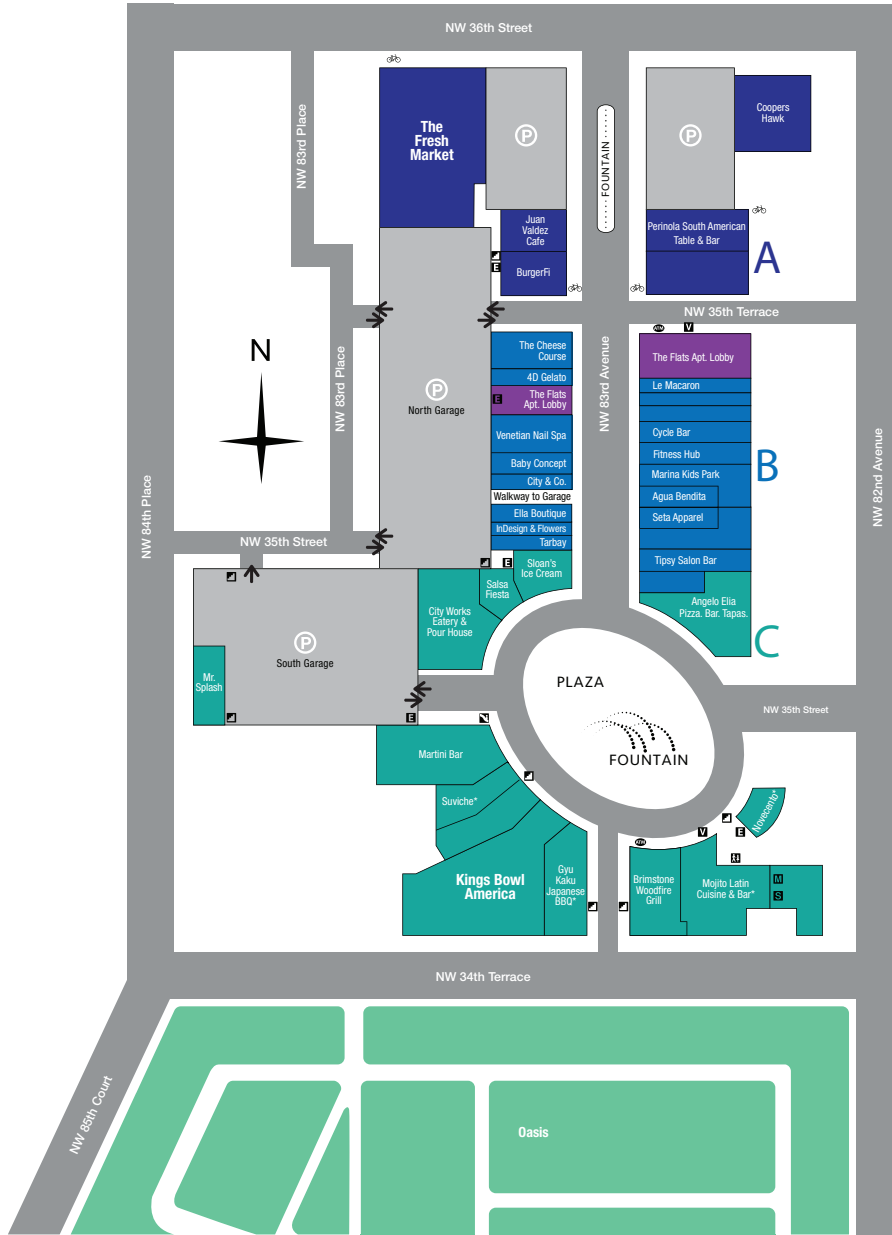 NW 36th Street
NW 83rd Place
The
Fresh
Market
P
FOUNTAIN
P
Coopers
Hawk
Juan
Valdez
Cafe
BurgerFi
E
Perinola South American
Table & Bar
A
NW 35th Terrace
N
NW 83rd Place
P
North Garage
The Cheese
Course
4D Gelato
E
The Flats
Apt. Lobby
Venetian Nail Spa
Baby Concept
City & Co.
Walkway to Garage
Ella Boutique
InDesign & Flowers
Tarbay
NW 83rd Avenue
ATM
V
The Flats Apt. Lobby
Le Macaron
Cycle Bar
Fitness Hub
Marina Kids Park
Agua Bendita
Seta Apparel
Tipsy Salon Bar
B
NW 82nd Avenue
NW 84th Place
NW 35th Street
E
Sloan's
Ice Cream
Salsa
Fiesta
City Works
Eatery &
Pour House
Angelo Elia
Pizza. Bar. Tapas.
C
P
South Garage
Mr.
Splash
E
PLAZA
FOUNTAIN
NW 35th Street
Martini Bar
Suviche*
Kings Bowl
America
Gyu
Kaku
Japanese
BBQ*
Novecento*
V
E
ATM
Brimstone
Woodfire
Grill
Mojito Latin
Cuisine & Bar*
M
S
NW 34th Terrace
NW 85th Court
Oasis